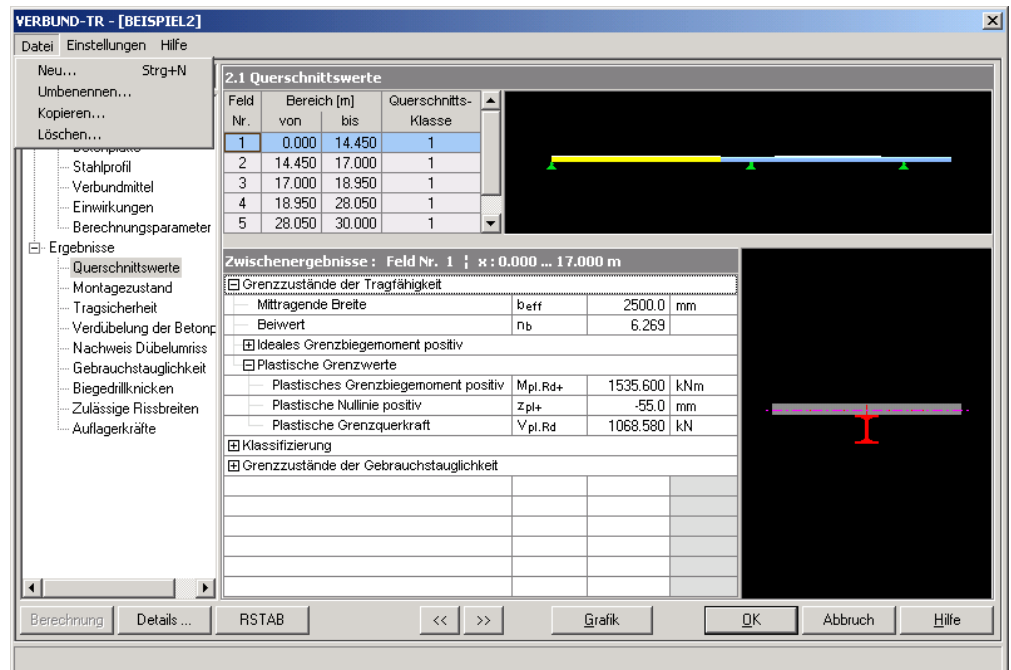 VERBUND-TR - [BEISPIEL2]
Datei Einstellungen Hilfe
Neu... Strg+N
Umbenennen...
Kopieren...
Löschen...
Stahlprofil
Verbundmittel
Einwirkungen
Berechnungsparameter
Ergebnisse
Querschnittswerte
Montagezustand
Tragsicherheit
Verdübelung der Betonp
Nachweis Dübelumriss
Gebrauchstauglichkeit
Biegedrillknicken
Zulässige Rissbreiten
Auflagerkräfte
2.1 Querschnittswerte
Feld Bereich [m] Querschnitts-
Nr. von bis Klasse
1 0.000 14.450 1
2 14.450 17.000 1
3 17.000 18.950 1
4 18.950 28.050 1
5 28.050 30.000 1
Zwischenergebnisse : Feld Nr. 1 ¦ x : 0.000 ... 17.000 m
Grenzzustände der Tragfähigkeit
Mittragende Breite beff 2500.0 mm
Beiwert nb 6.269
Ideales Grenzbiegemoment positiv
Plastische Grenzwerte
Plastisches Grenzbiegemoment positiv Mpl.Rd+ 1535.600 kNm
Plastische Nullinie positiv zpl+ -55.0 mm
Plastische Grenzquerkraft Vpl.Rd 1068.580 kN
Klassifizierung
Grenzzustände der Gebrauchstauglichkeit
Berechnung Details ... RSTAB << >> Grafik OK Abbruch Hilfe